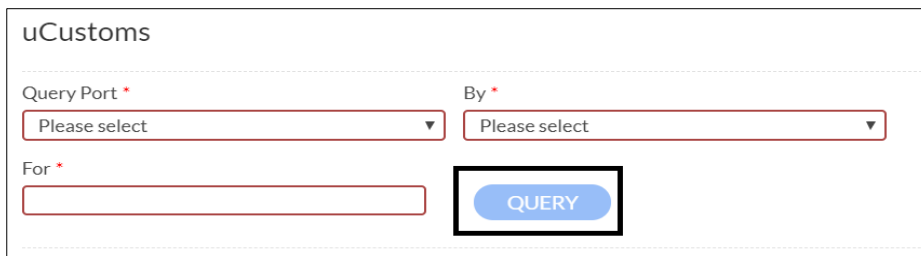 uCustoms
Query Port * By *
Please select Please select
For *
QUERY